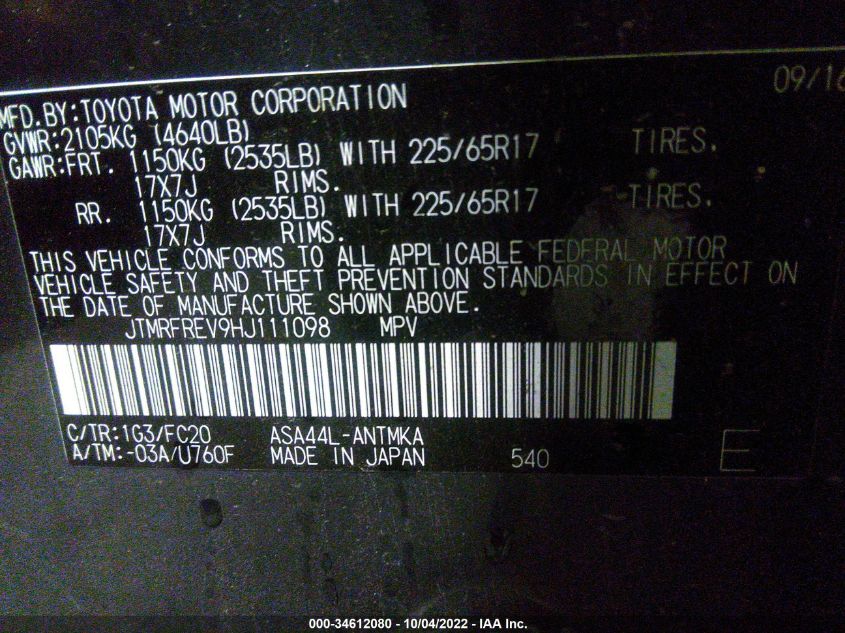 09/16
MFD.BY:TOYOTA MOTOR CORPORATION
GVWR:2105KG (4640LB)
GAWR:FRT. 1150KG (2535LB) WITH 225/65R17 TIRES.
17X7J RIMS.
RR. 1150KG (2535LB) WITH 225/65R17 TIRES.
17X7J RIMS.
THIS VEHICLE CONFORMS TO ALL APPLICABLE FEDERAL MOTOR
VEHICLE SAFETY AND THEFT PREVENTION STANDARDS IN EFFECT ON
THE DATE OF MANUFACTURE SHOWN ABOVE.
JTMRFREV9HJ111098 MPV
C/TR:1G3/FC20 ASA44L-ANTMKA
A/TM:-03A/U760F MADE IN JAPAN 540 E
000-34612080 - 10/04/2022 - IAA Inc.